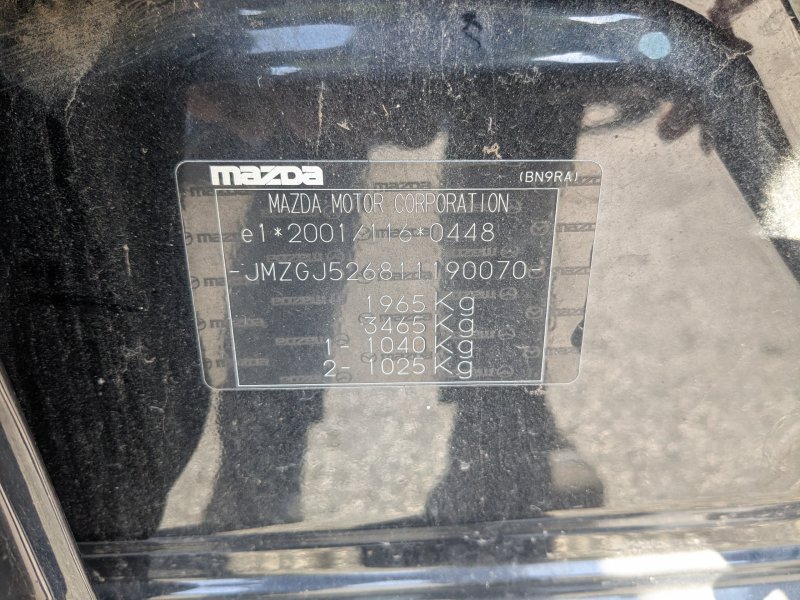 mazda (BN9RA)
MAZDA MOTOR CORPORATION
e1*2001/116*0448
-JMZGJ526811190070-
1965 Kg
3465 Kg
1- 1040 Kg
2- 1025 Kg